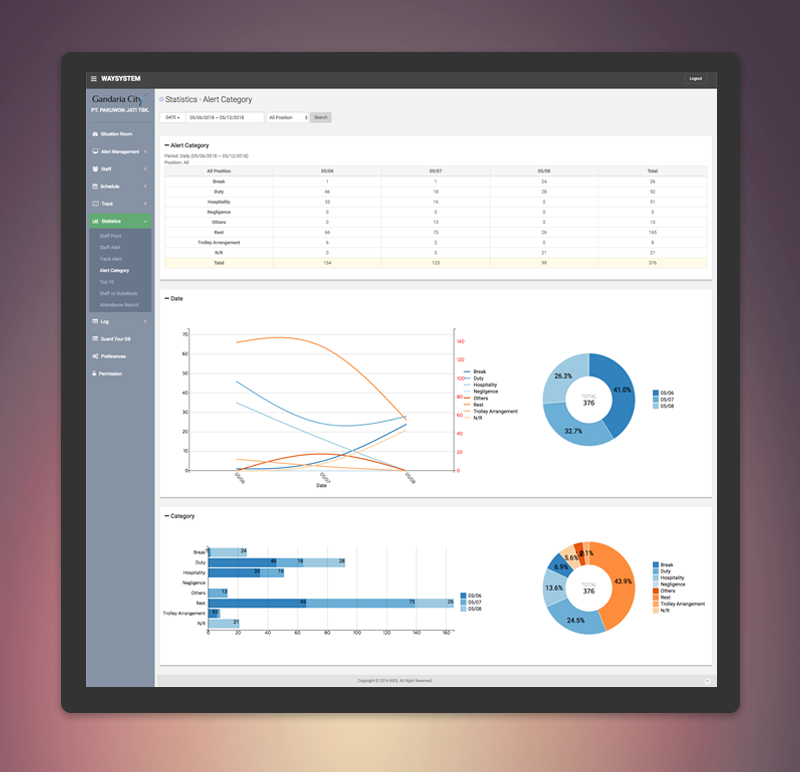 WAYSYSTEM
Logout
Gandaria City
PT. PAKUWON JATI TBK.
Situation Room
Alert Management
Staff
Schedule
Track
Statistics
Staff Point
Staff Alert
Track Alert
Alert Category
Top 10
Staff vs Substitute
Attendance Record
Log
Guard Tour DB
Preferences
Permission
Statistics › Alert Category
DATE 05/06/2018 ~ 05/12/2018 All Position Search
Alert Category
Period: Daily (05/06/2018 ~ 05/12/2018)
Position: All
All Position 05/06 05/07 05/08 Total
Break 1 1 24 26
Duty 46 18 28 92
Hospitality 35 16 0 51
Negligence 0 0 0 0
Others 0 13 0 13
Rest 66 73 26 165
Trolley Arrangement 6 2 0 8
N/R 0 0 21 21
Total 154 123 99 376
Date
70
60
50
40
30
20
10
0
05/06
05/07
05/08
Date
140
120
100
80
60
40
20
0
Break
Duty
Hospitality
Negligence
Others
Rest
Trolley Arrangement
N/R
26.3%
41.0%
32.7%
TOTAL
376
05/06
05/07
05/08
Category
Break 24
Duty 46 18 28
Hospitality 35 16
Negligence
Others 13
Rest 66 73 26
Trolley Arrangement 6 2
N/R 21
0 20 40 60 80 100 120 140 160
05/06
05/07
05/08
5.6%
2.1%
6.9%
43.9%
13.6%
24.5%
TOTAL
376
Break
Duty
Hospitality
Negligence
Others
Rest
Trolley Arrangement
N/R